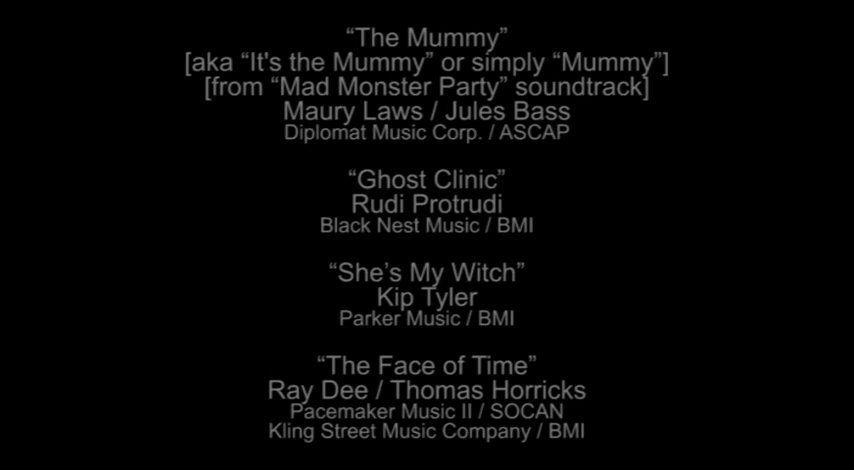 “The Mummy”
[aka “It's the Mummy” or simply “Mummy”]
[from “Mad Monster Party” soundtrack]
Maury Laws / Jules Bass
Diplomat Music Corp. / ASCAP
“Ghost Clinic”
Rudi Protrudi
Black Nest Music / BMI
“She’s My Witch”
Kip Tyler
Parker Music / BMI
“The Face of Time”
Ray Dee / Thomas Horricks
Pacemaker Music II / SOCAN
Kling Street Music Company / BMI